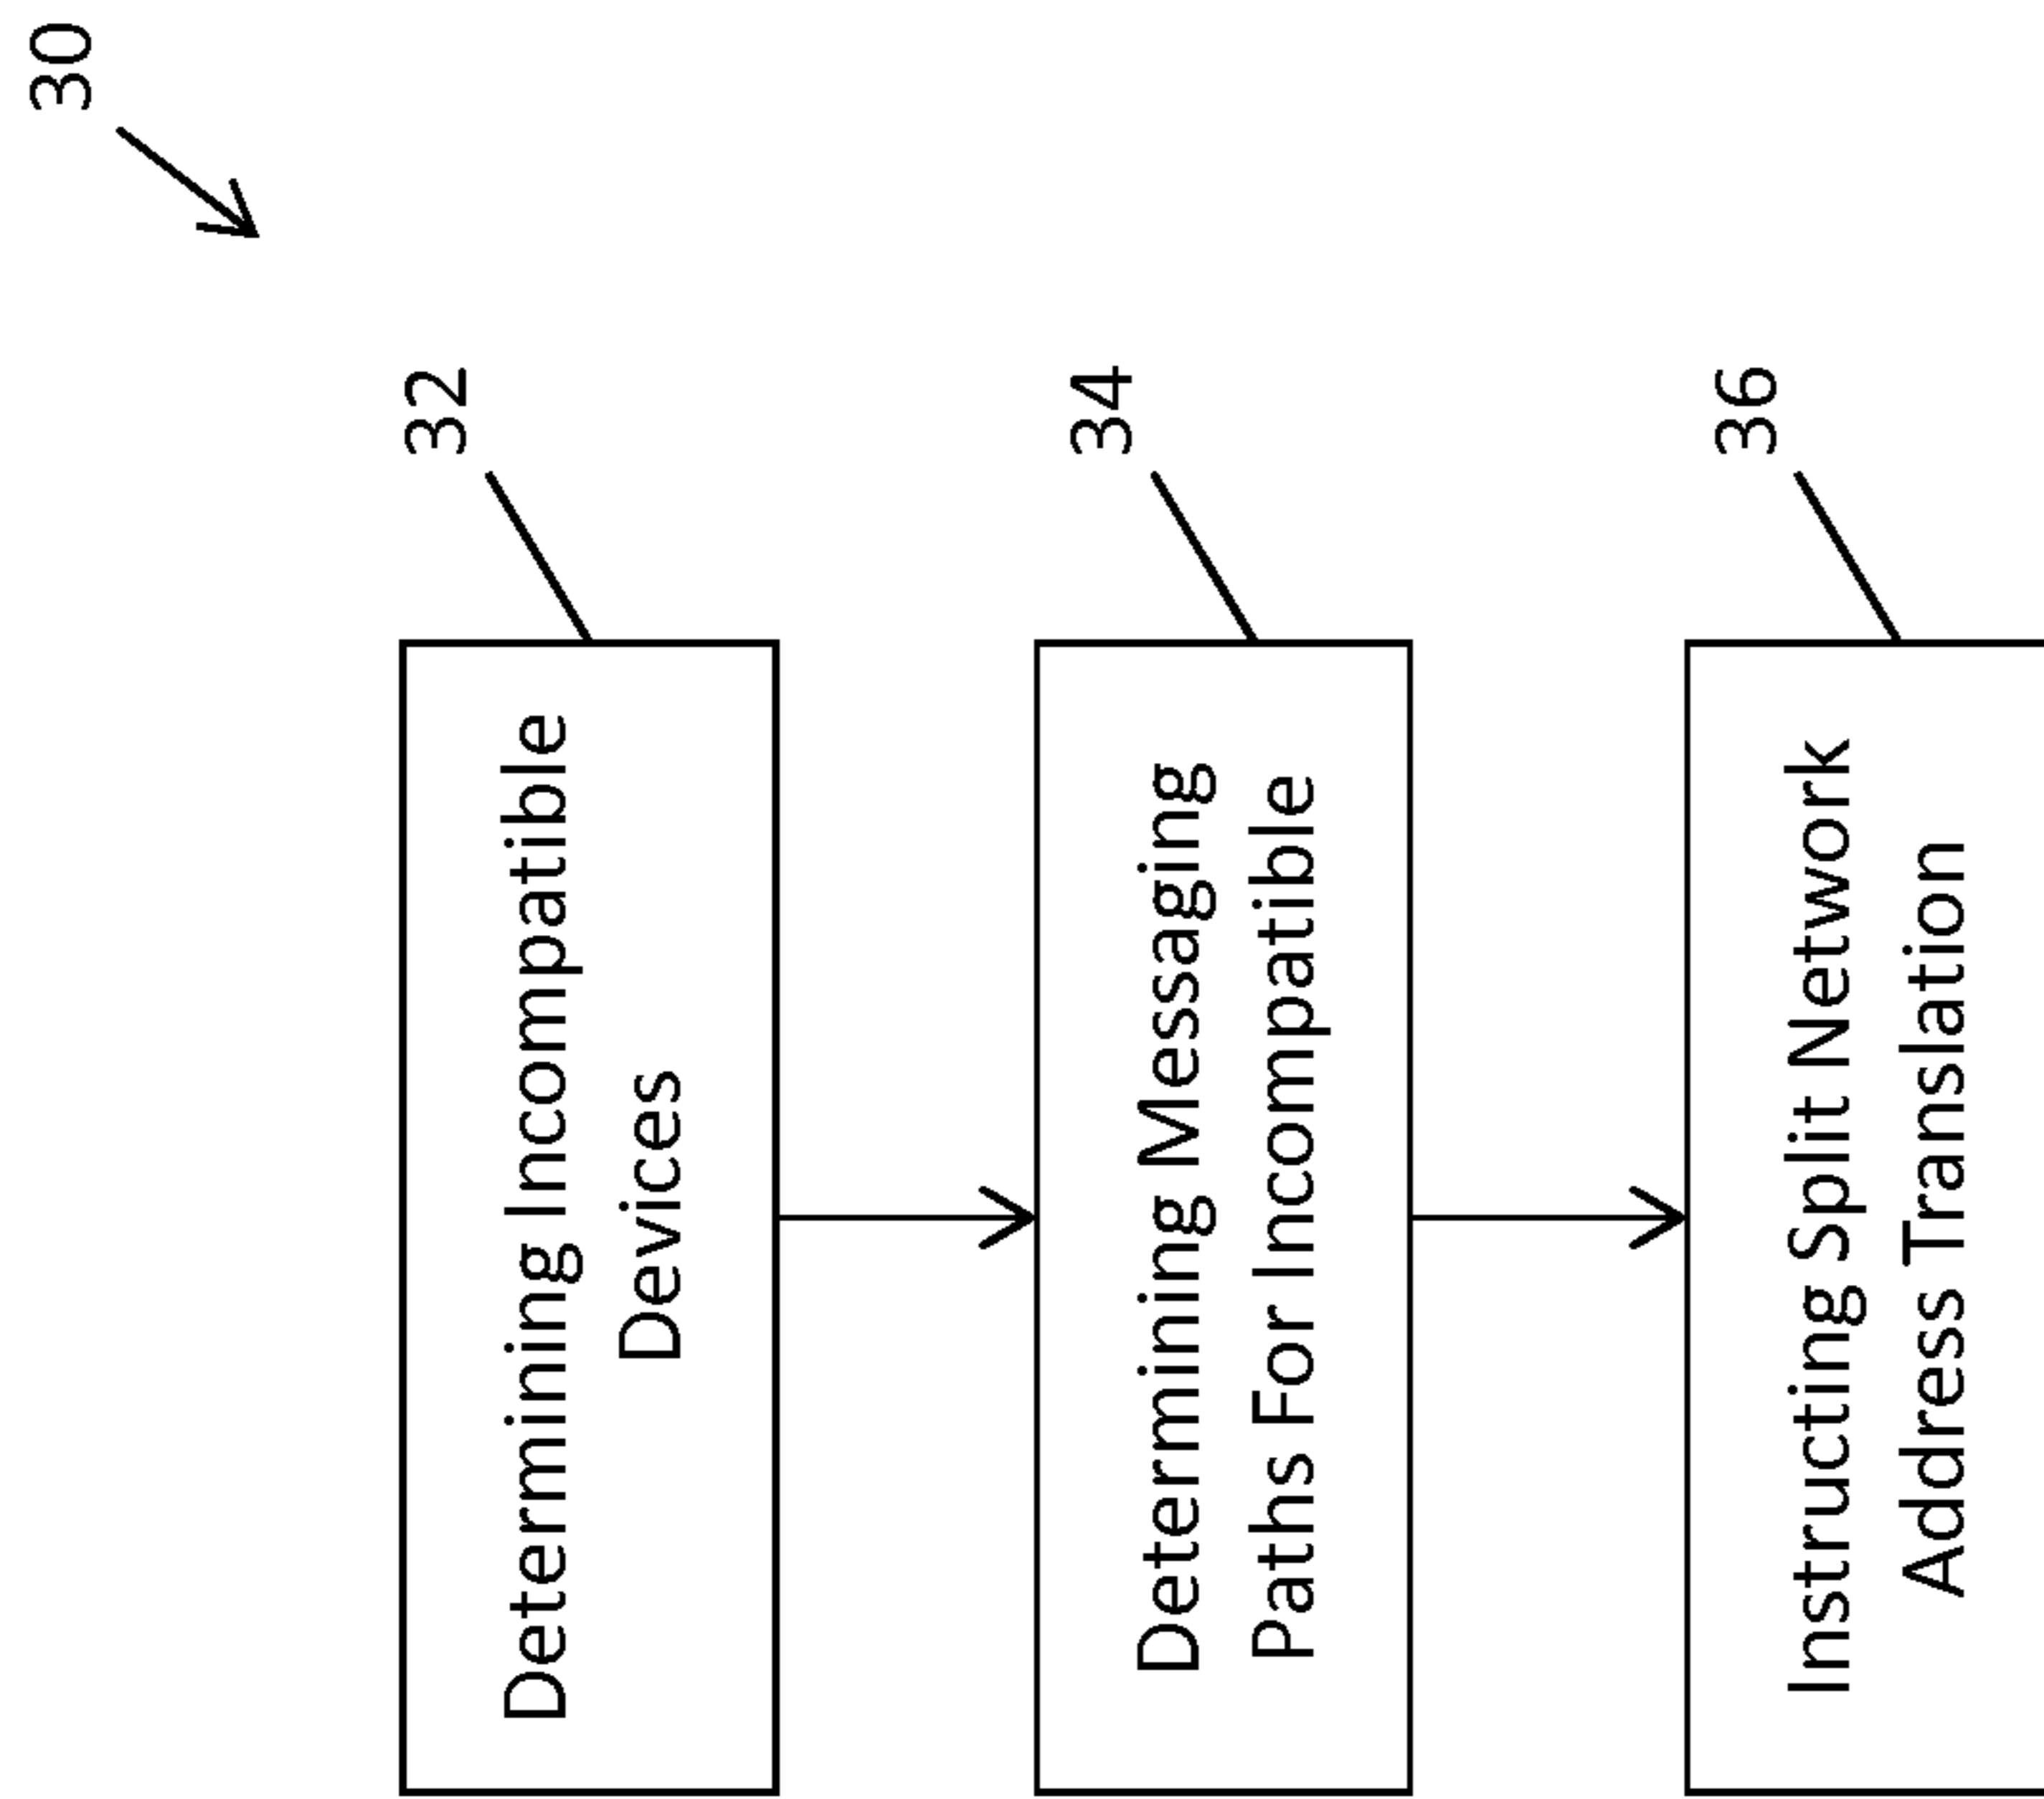 30
32
Determining Incompatible
Devices
34
Determining Messaging
Paths For Incompatible
36
Instructing Split Network
Address Translation